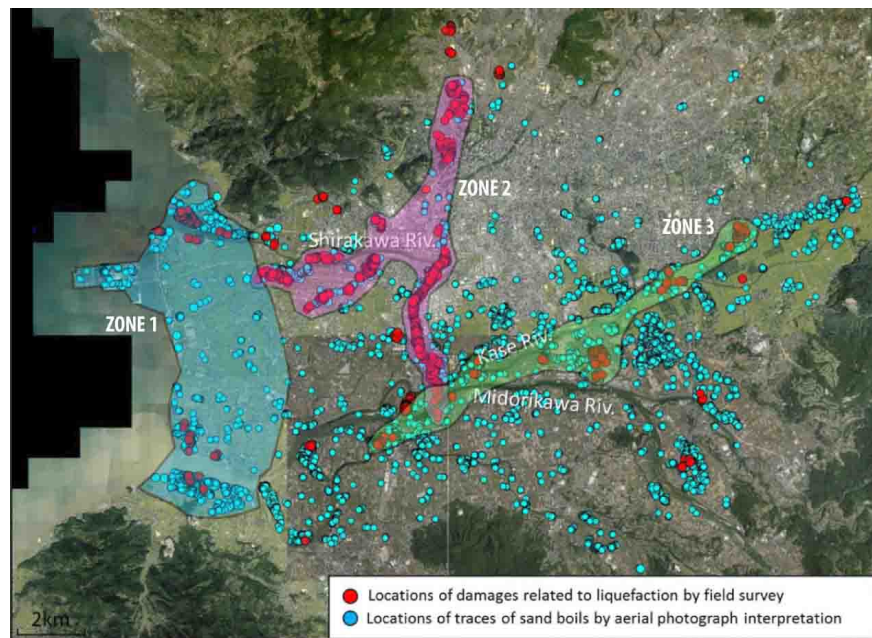 ZONE 2
Shirakawa Riv.
ZONE 3
ZONE 1
Kase Riv.
Midorikawa Riv.
Locations of damages related to liquefaction by field survey
Locations of traces of sand boils by aerial photograph interpretation
2km